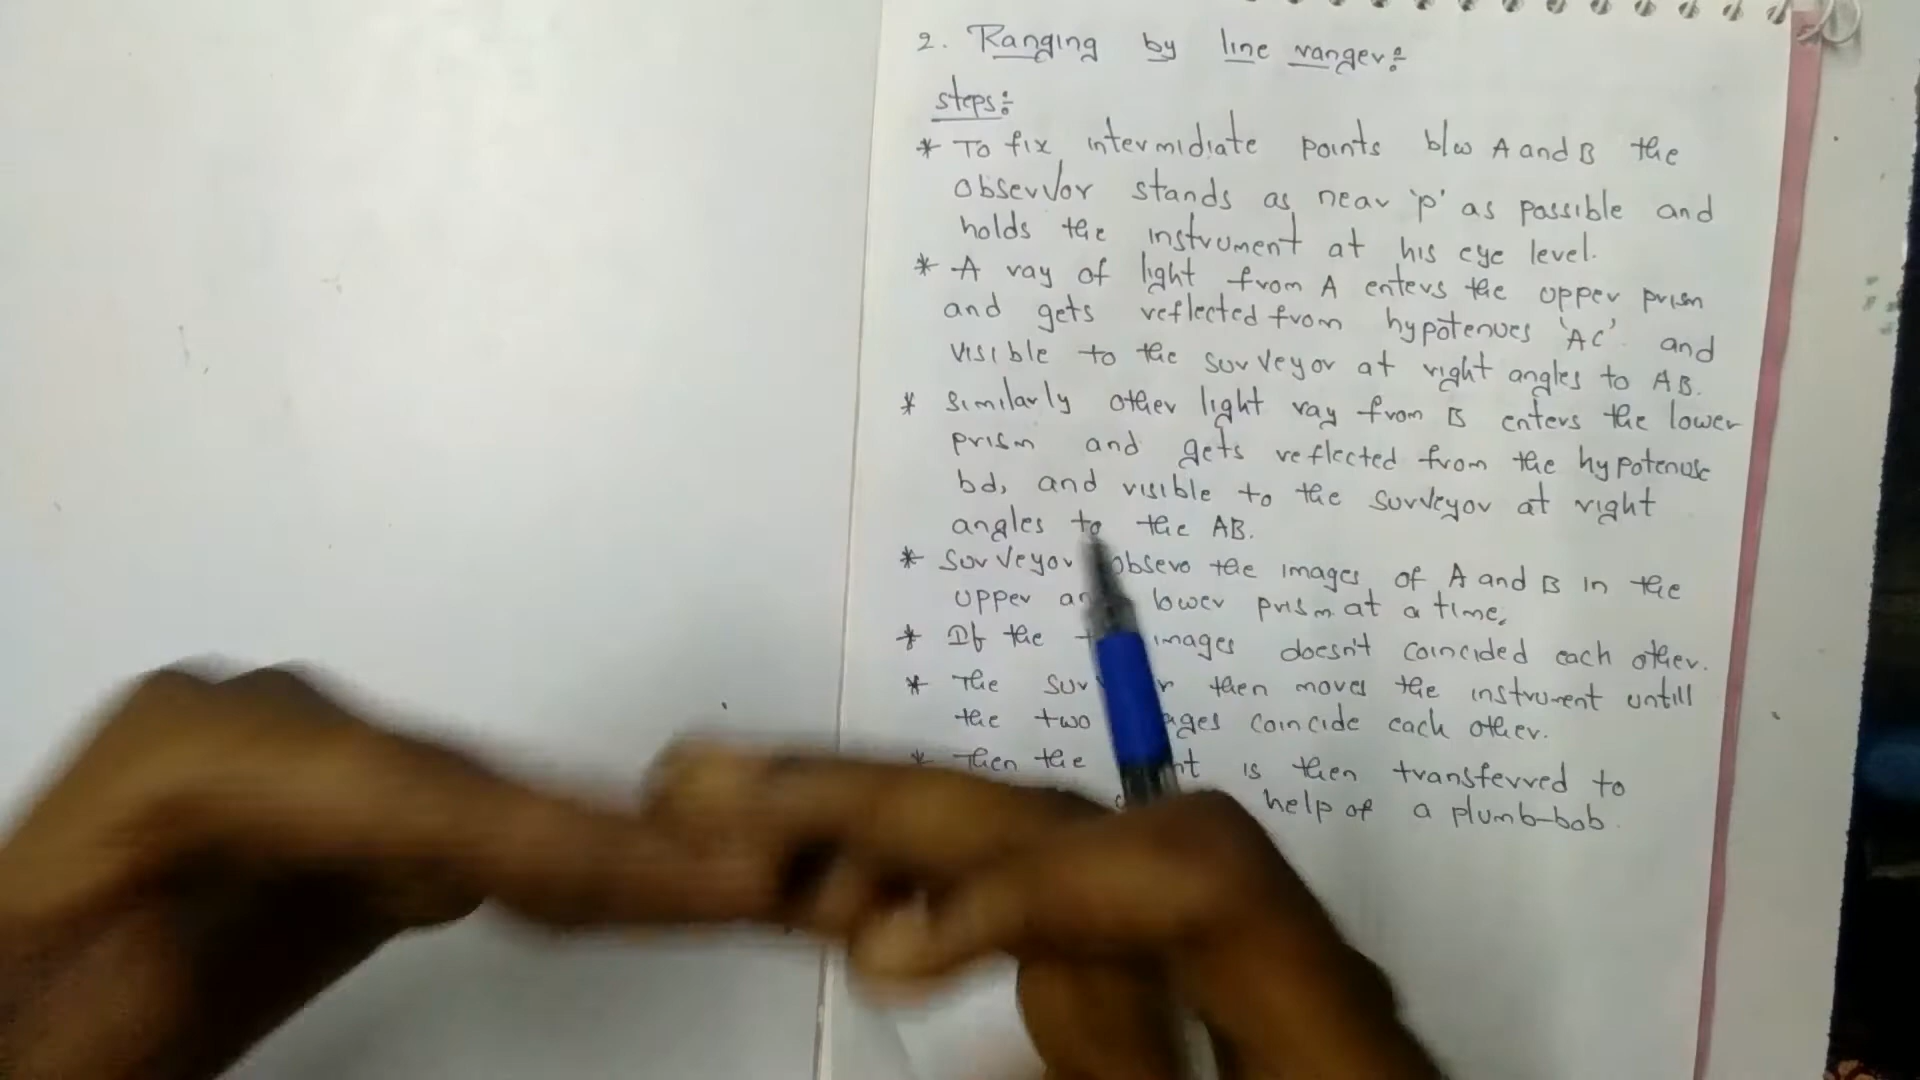 2. Ranging by line ranger:
steps:
* To fix intermidiate points b/w A and B the
observor stands as near 'p' as possible and
holds the instrument at his eye level.
* A ray of light from A enters the upper prism
and gets reflected from hypotenues 'AC' and
visible to the surveyor at right angles to AB.
* Similarly other light ray from B enters the lower
prism and gets reflected from the hypotenuse
bd, and visible to the surveyor at right
angles to the AB.
* Surveyor observe the images of A and B in the
upper lower prism at a time.
* If the images doesn't coincided each other.
* The then moves the instrument untill
the two coincide each other.
* Then the is then transferred to
help of a plumb-bob.